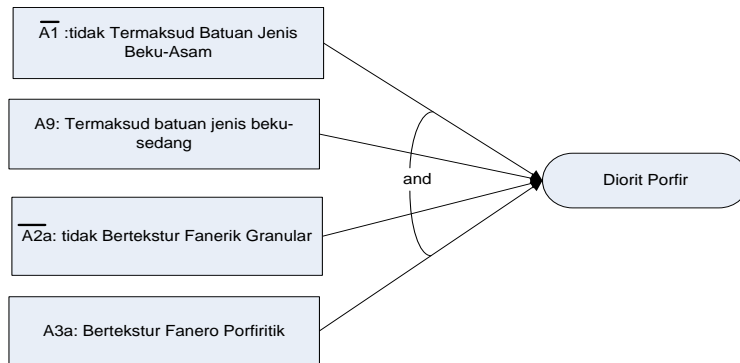 A1 :tidak Termaksud Batuan Jenis
Beku-Asam
A9: Termaksud batuan jenis beku-
sedang
A2a: tidak Bertekstur Fanerik Granular
A3a: Bertekstur Fanero Porfiritik
and
Diorit Porfir